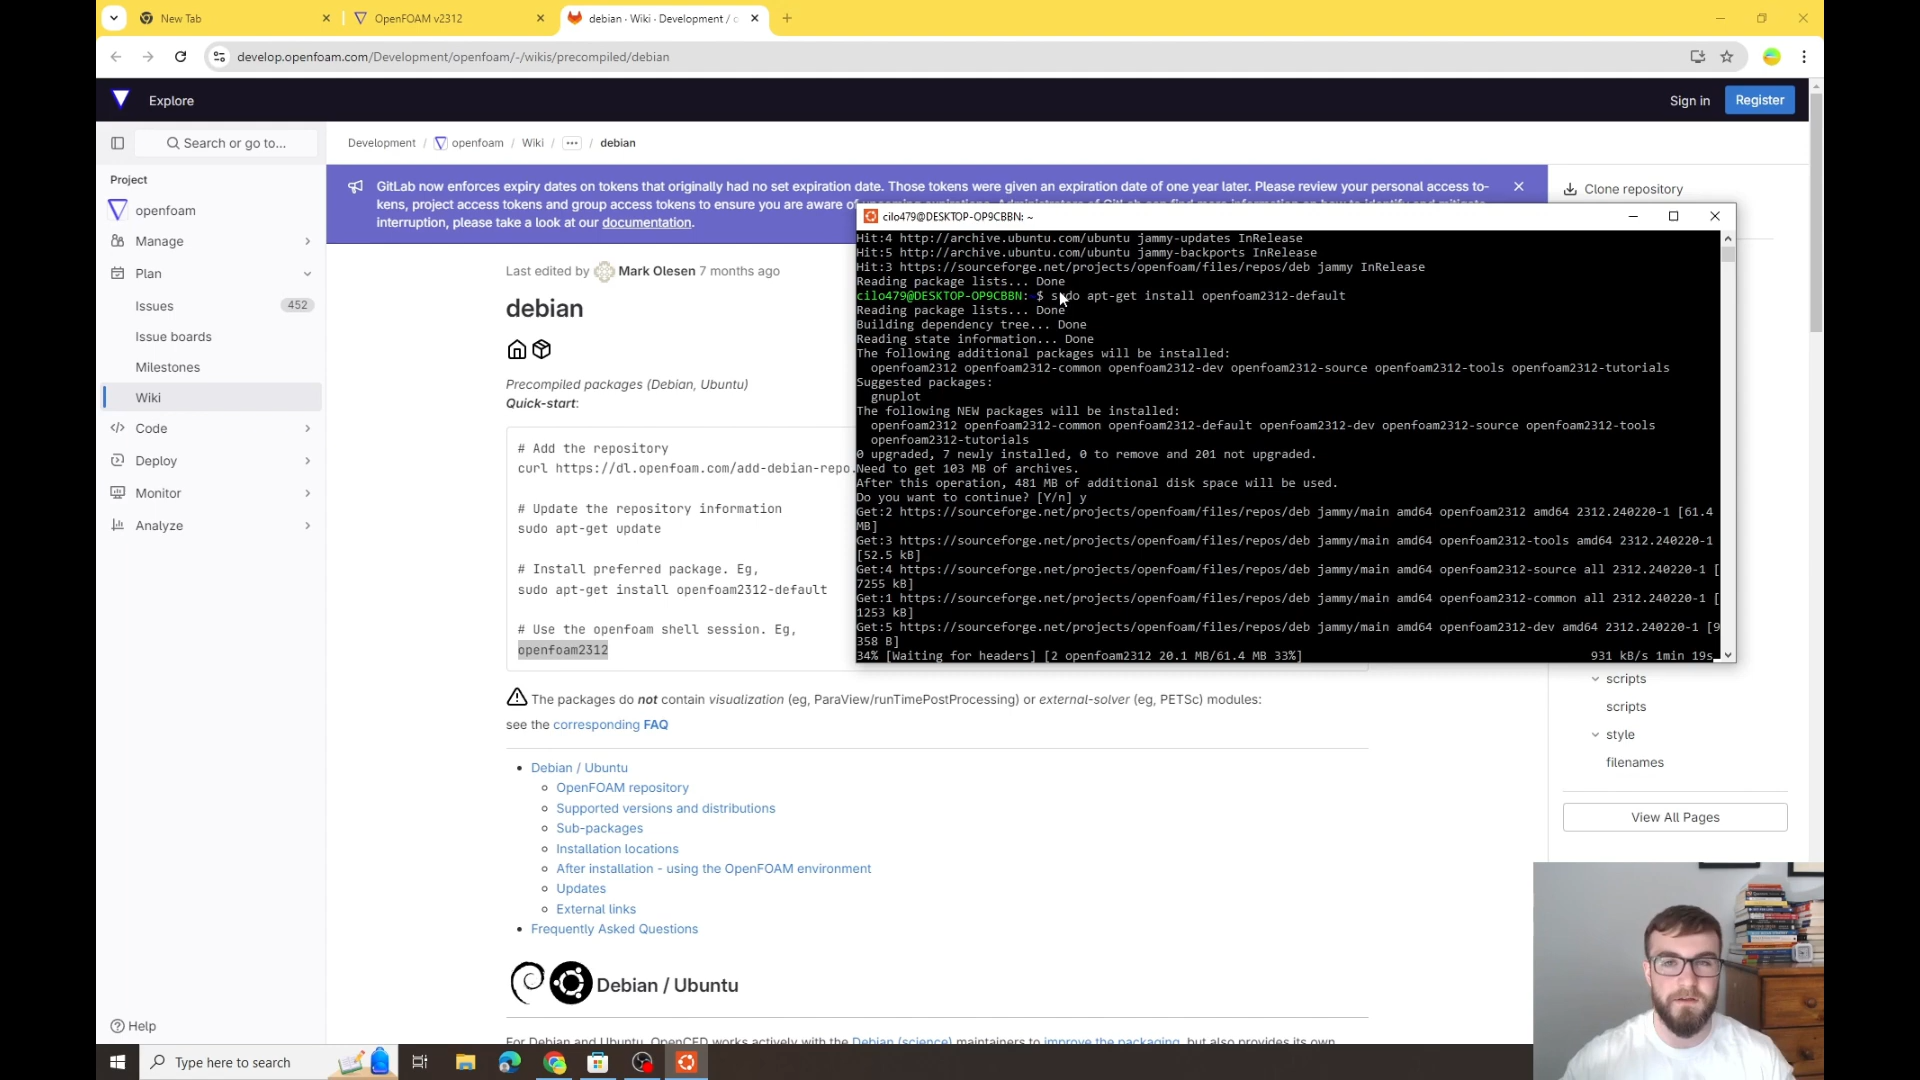 New Tab
OpenFOAM v2312
debian · Wiki · Development / o
develop.openfoam.com/Development/openfoam/-/wikis/precompiled/debian
Explore
Sign in
Register
Search or go to...
Development / openfoam / Wiki / ... / debian
Project
openfoam
Manage
Plan
Issues
452
Issue boards
Milestones
Wiki
Code
Deploy
Monitor
Analyze
Help
GitLab now enforces expiry dates on tokens that originally had no set expiration date. Those tokens were given an expiration date of one year later. Please review your personal access to-
kens, project access tokens and group access tokens to ensure you are aware of
interruption, please take a look at our documentation.
Clone repository
Last edited by Mark Olesen 7 months ago
debian
Precompiled packages (Debian, Ubuntu)
Quick-start:
# Add the repository
curl https://dl.openfoam.com/add-debian-repo.
# Update the repository information
sudo apt-get update
# Install preferred package. Eg,
sudo apt-get install openfoam2312-default
# Use the openfoam shell session. Eg,
openfoam2312
cilo479@DESKTOP-OP9CBBN: ~
Hit:4 http://archive.ubuntu.com/ubuntu jammy-updates InRelease
Hit:5 http://archive.ubuntu.com/ubuntu jammy-backports InRelease
Hit:3 https://sourceforge.net/projects/openfoam/files/repos/deb jammy InRelease
Reading package lists... Done
cilo479@DESKTOP-OP9CBBN:~$ sudo apt-get install openfoam2312-default
Reading package lists... Done
Building dependency tree... Done
Reading state information... Done
The following additional packages will be installed:
openfoam2312 openfoam2312-common openfoam2312-dev openfoam2312-source openfoam2312-tools openfoam2312-tutorials
Suggested packages:
gnuplot
The following NEW packages will be installed:
openfoam2312 openfoam2312-common openfoam2312-default openfoam2312-dev openfoam2312-source openfoam2312-tools
openfoam2312-tutorials
0 upgraded, 7 newly installed, 0 to remove and 201 not upgraded.
Need to get 103 MB of archives.
After this operation, 481 MB of additional disk space will be used.
Do you want to continue? [Y/n] y
Get:2 https://sourceforge.net/projects/openfoam/files/repos/deb jammy/main amd64 openfoam2312 amd64 2312.240220-1 [61.4
MB]
Get:3 https://sourceforge.net/projects/openfoam/files/repos/deb jammy/main amd64 openfoam2312-tools amd64 2312.240220-1
[52.5 kB]
Get:4 https://sourceforge.net/projects/openfoam/files/repos/deb jammy/main amd64 openfoam2312-source all 2312.240220-1 [
7255 kB]
Get:1 https://sourceforge.net/projects/openfoam/files/repos/deb jammy/main amd64 openfoam2312-common all 2312.240220-1 [
1253 kB]
Get:5 https://sourceforge.net/projects/openfoam/files/repos/deb jammy/main amd64 openfoam2312-dev amd64 2312.240220-1 [9
358 B]
34% [Waiting for headers] [2 openfoam2312 20.1 MB/61.4 MB 33%] 931 kB/s 1min 19s
The packages do not contain visualization (eg, ParaView/runTimePostProcessing) or external-solver (eg, PETSc) modules:
see the corresponding FAQ
Debian / Ubuntu
OpenFOAM repository
Supported versions and distributions
Sub-packages
Installation locations
After installation - using the OpenFOAM environment
Updates
External links
Frequently Asked Questions
Debian / Ubuntu
For Debian and Ubuntu, OpenCFD works actively with the Debian (science) maintainers to improve the packaging, but also provides its own
scripts
scripts
style
filenames
View All Pages
Type here to search